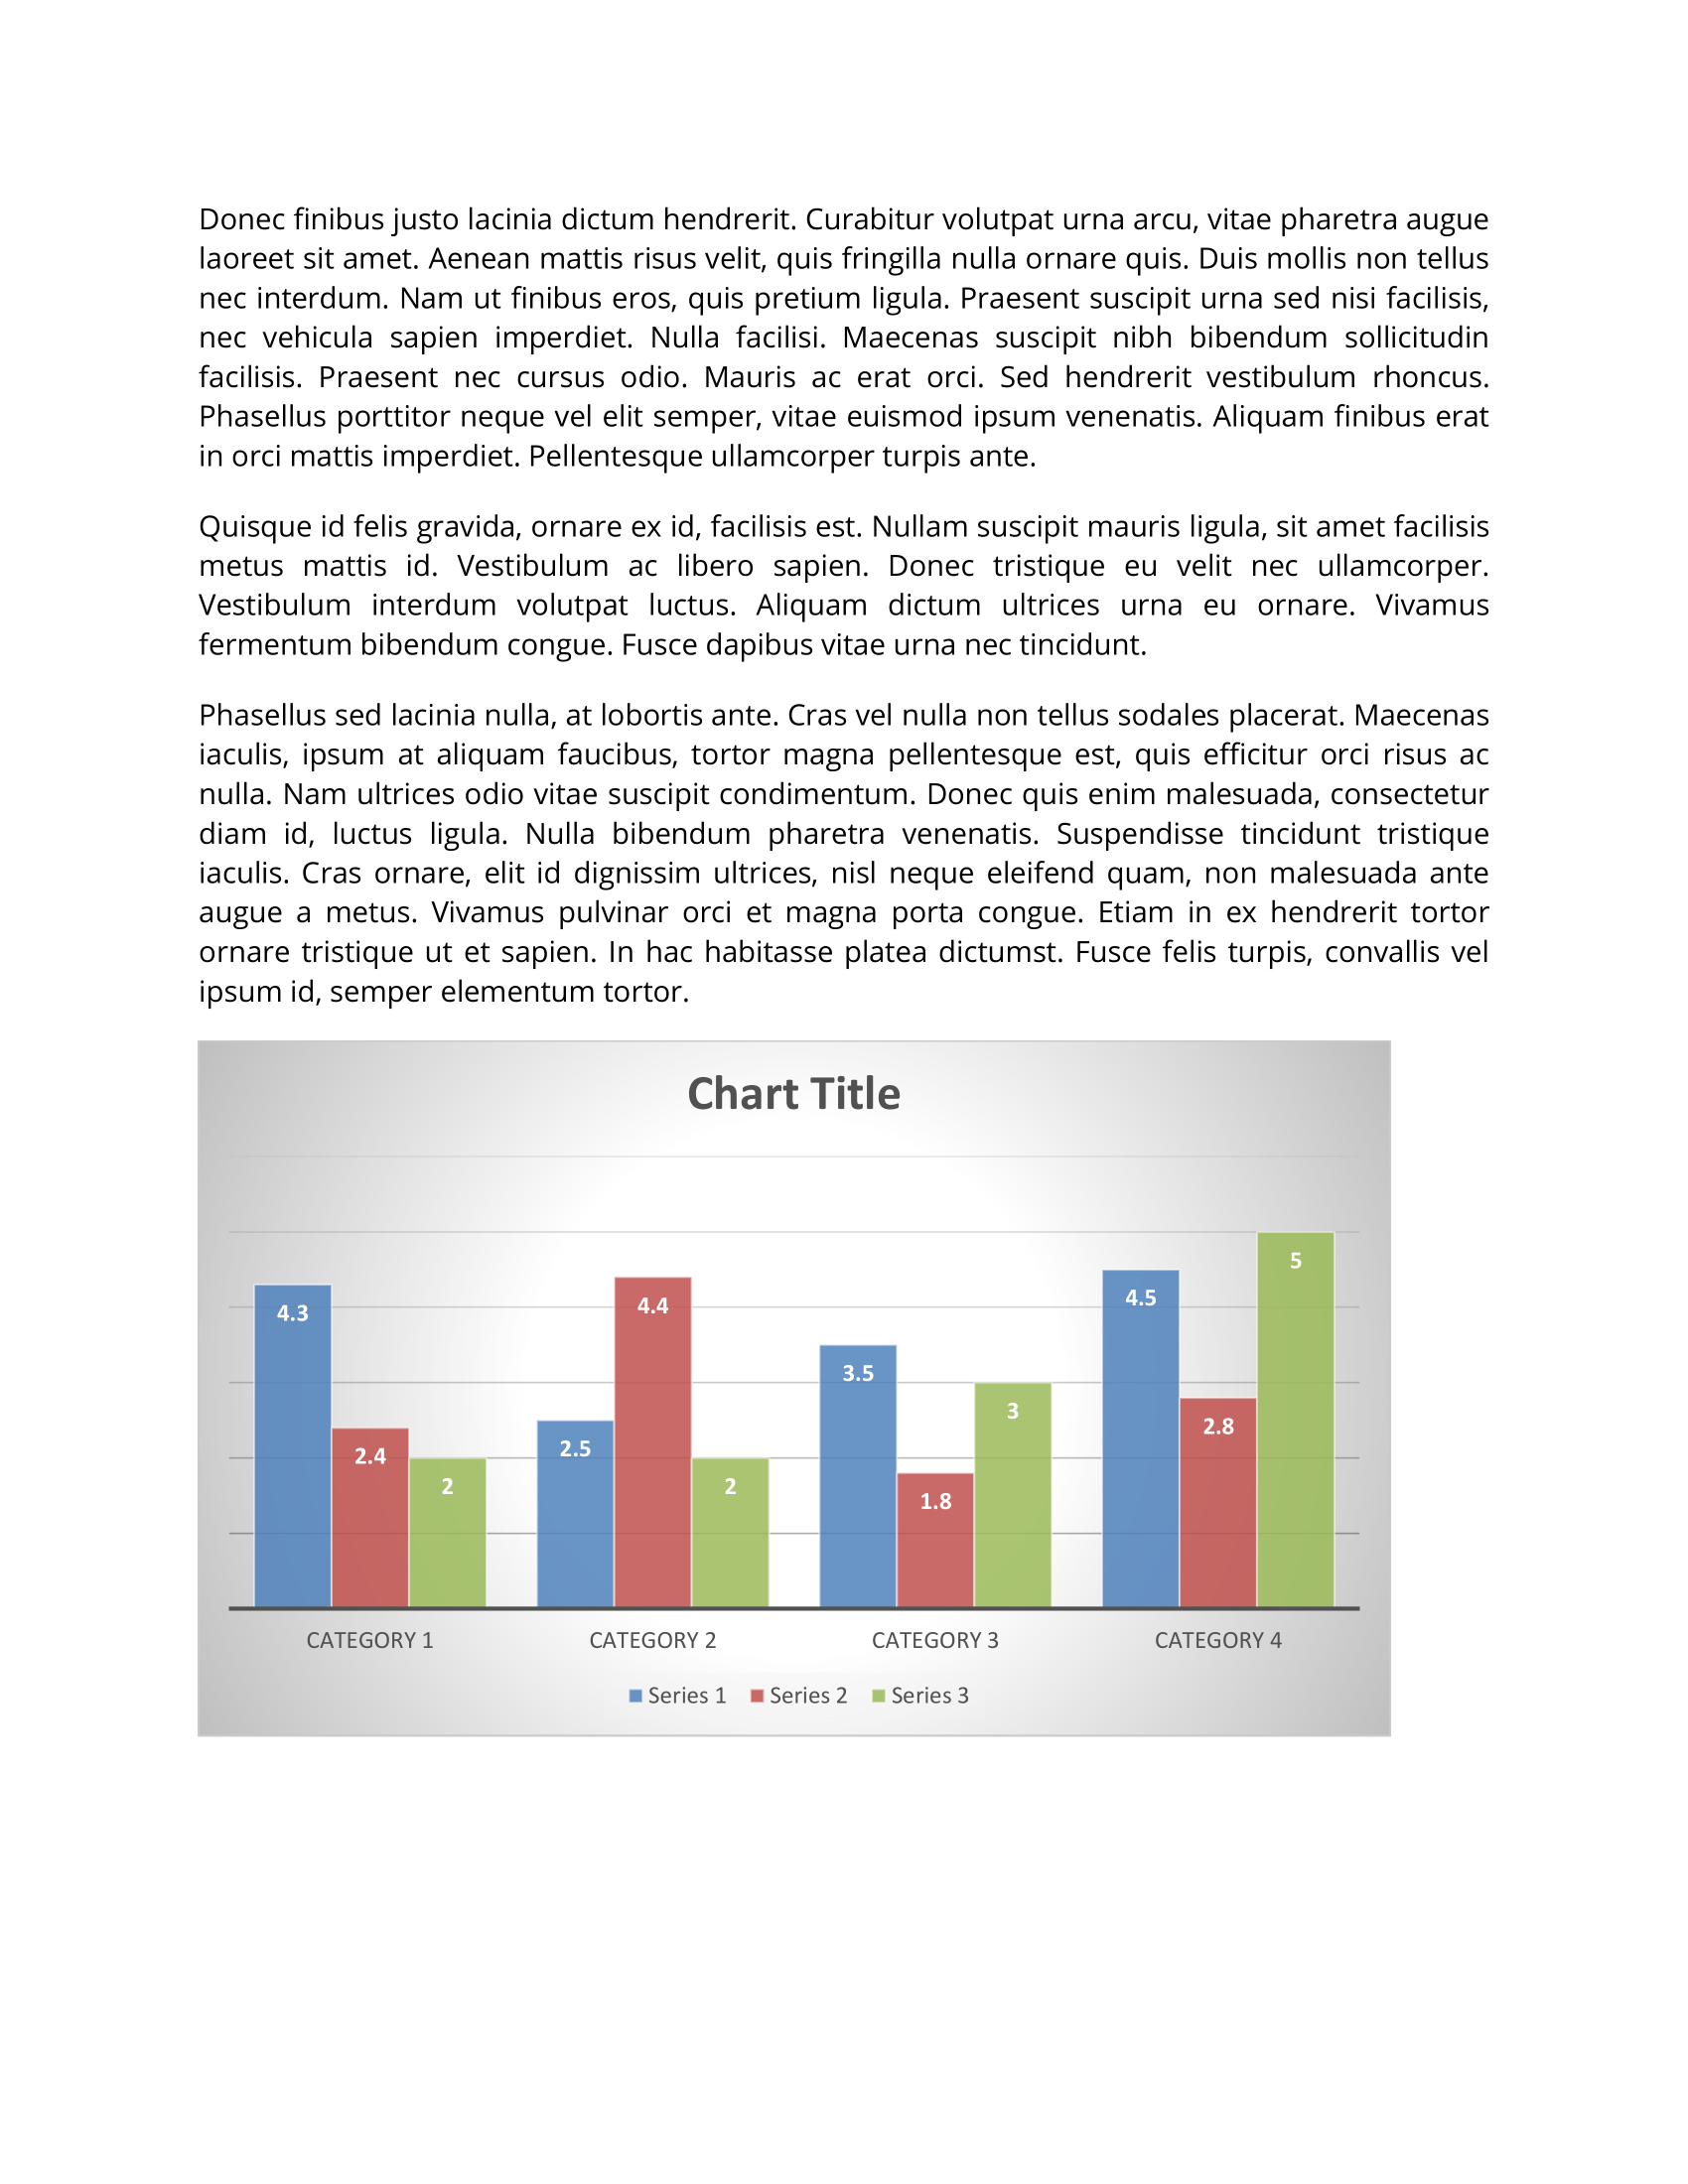 Donec finibus justo lacinia dictum hendrerit. Curabitur volutpat urna arcu, vitae pharetra augue
laoreet sit amet. Aenean mattis risus velit, quis fringilla nulla ornare quis. Duis mollis non tellus
nec interdum. Nam ut finibus eros, quis pretium ligula. Praesent suscipit urna sed nisi facilisis,
nec vehicula sapien imperdiet. Nulla facilisi. Maecenas suscipit nibh bibendum sollicitudin
facilisis. Praesent nec cursus odio. Mauris ac erat orci. Sed hendrerit vestibulum rhoncus.
Phasellus porttitor neque vel elit semper, vitae euismod ipsum venenatis. Aliquam finibus erat
in orci mattis imperdiet. Pellentesque ullamcorper turpis ante.
Quisque id felis gravida, ornare ex id, facilisis est. Nullam suscipit mauris ligula, sit amet facilisis
metus mattis id. Vestibulum ac libero sapien. Donec tristique eu velit nec ullamcorper.
Vestibulum interdum volutpat luctus. Aliquam dictum ultrices urna eu ornare. Vivamus
fermentum bibendum congue. Fusce dapibus vitae urna nec tincidunt.
Phasellus sed lacinia nulla, at lobortis ante. Cras vel nulla non tellus sodales placerat. Maecenas
iaculis, ipsum at aliquam faucibus, tortor magna pellentesque est, quis efficitur orci risus ac
nulla. Nam ultrices odio vitae suscipit condimentum. Donec quis enim malesuada, consectetur
diam id, luctus ligula. Nulla bibendum pharetra venenatis. Suspendisse tincidunt tristique
iaculis. Cras ornare, elit id dignissim ultrices, nisl neque eleifend quam, non malesuada ante
augue a metus. Vivamus pulvinar orci et magna porta congue. Etiam in ex hendrerit tortor
ornare tristique ut et sapien. In hac habitasse platea dictumst. Fusce felis turpis, convallis vel
ipsum id, semper elementum tortor.
Chart Title
4.3 2.4 2
2.5 4.4 2
3.5 1.8 3
4.5 2.8 5
CATEGORY 1 CATEGORY 2 CATEGORY 3 CATEGORY 4
Series 1 Series 2 Series 3